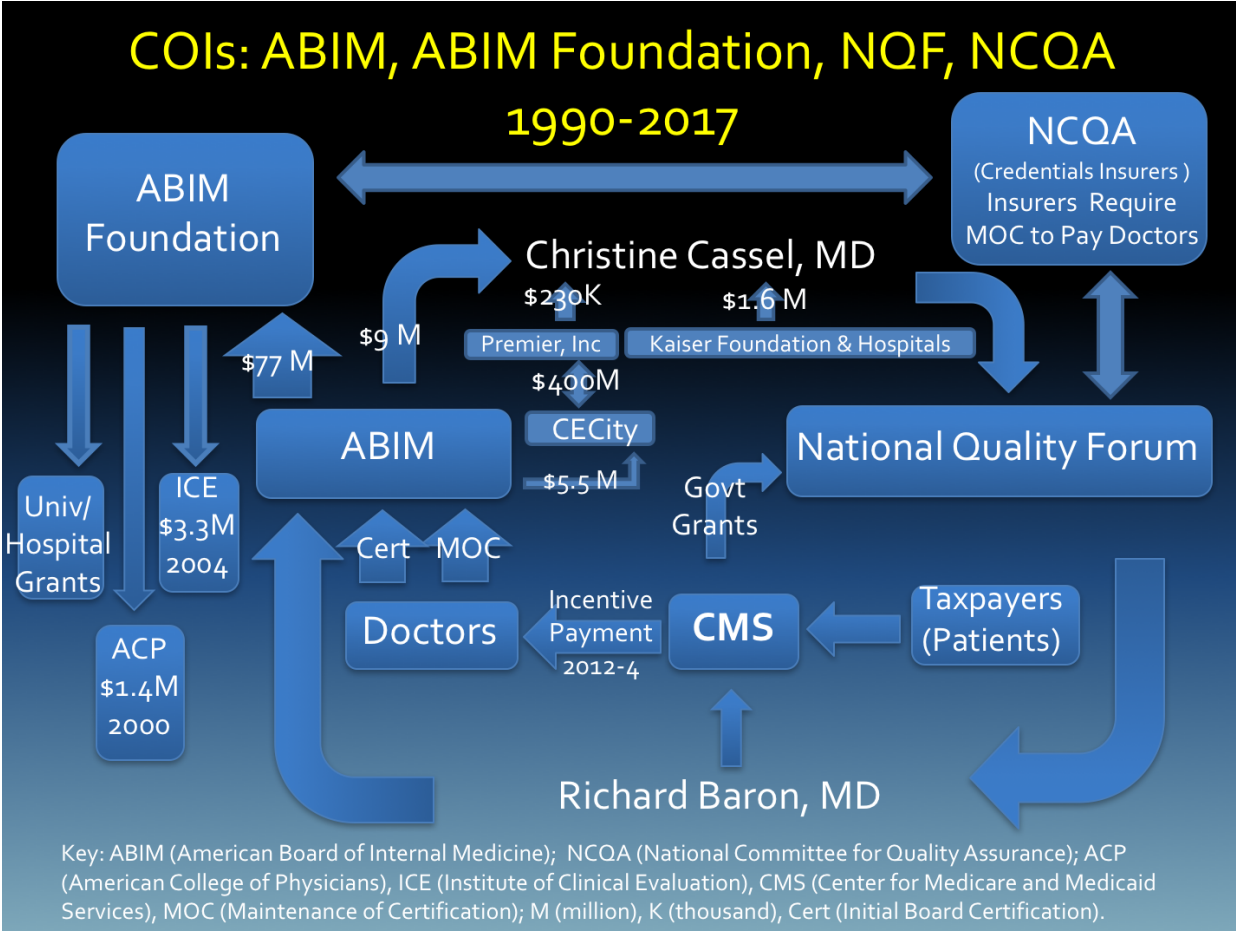 COIs: ABIM, ABIM Foundation, NQF, NCQA
1990-2017
ABIM
Foundation
NCQA
(Credentials Insurers )
Insurers Require
MOC to Pay Doctors
Christine Cassel, MD
$230K
$1.6 M
$9 M
$77 M
Premier, Inc
Kaiser Foundation & Hospitals
$400M
CECity
ABIM
National Quality Forum
$5.5 M
Univ/
Hospital
Grants
ICE
$3.3M
2004
Govt
Grants
Cert
MOC
Doctors
Incentive
Payment
2012-4
CMS
Taxpayers
(Patients)
ACP
$1.4M
2000
Richard Baron, MD
Key: ABIM (American Board of Internal Medicine); NCQA (National Committee for Quality Assurance); ACP
(American College of Physicians), ICE (Institute of Clinical Evaluation), CMS (Center for Medicare and Medicaid
Services), MOC (Maintenance of Certification); M (million), K (thousand), Cert (Initial Board Certification).